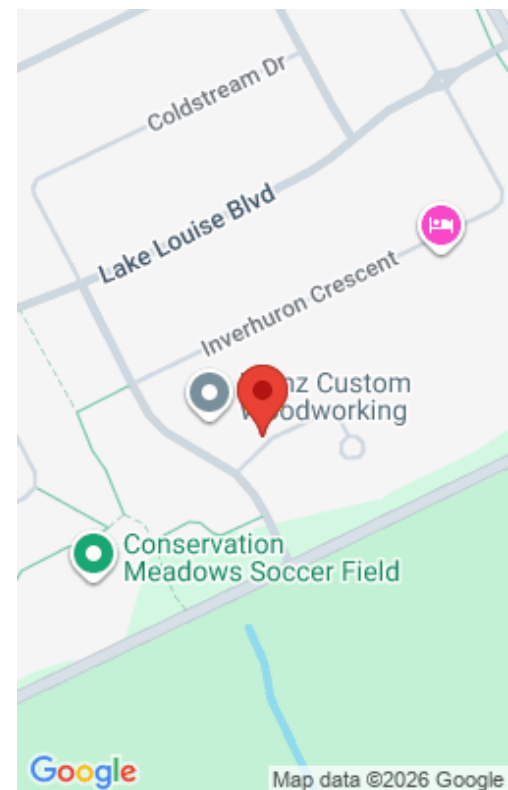 Coldstream Dr
Lake Louise Blvd
Inverhuron Crescent
Custom
Woodworking
Conservation
Meadows Soccer Field
Google
Map data ©2026 Google